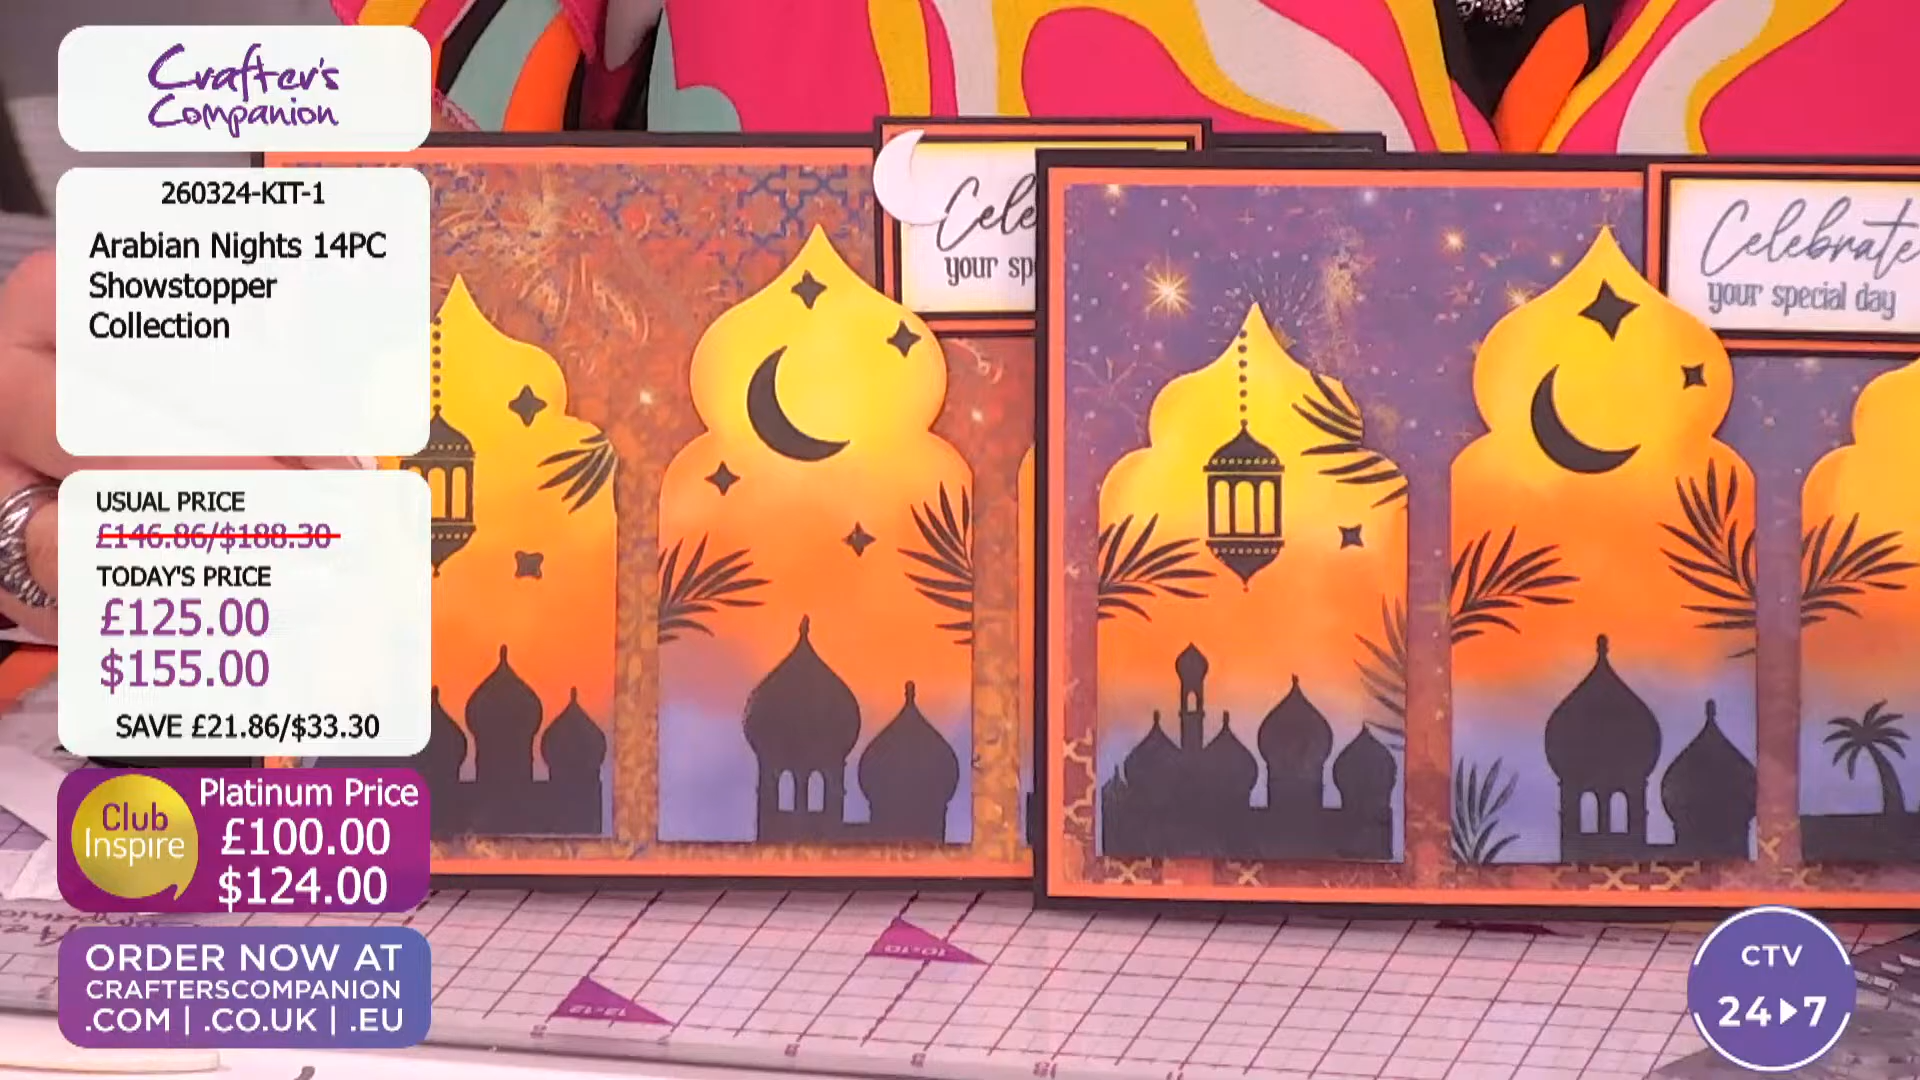 Crafter's
Companion
260324-KIT-1
Arabian Nights 14PC
Showstopper
Collection
USUAL PRICE
£146.86/$188.30
TODAY'S PRICE
£125.00
$155.00
SAVE £21.86/$33.30
Club
Inspire
Platinum Price
£100.00
$124.00
ORDER NOW AT
CRAFTERSCOMPANION
.COM | .CO.UK | .EU
Cele
your sp
Celebrate
your special day
CTV
24▶7